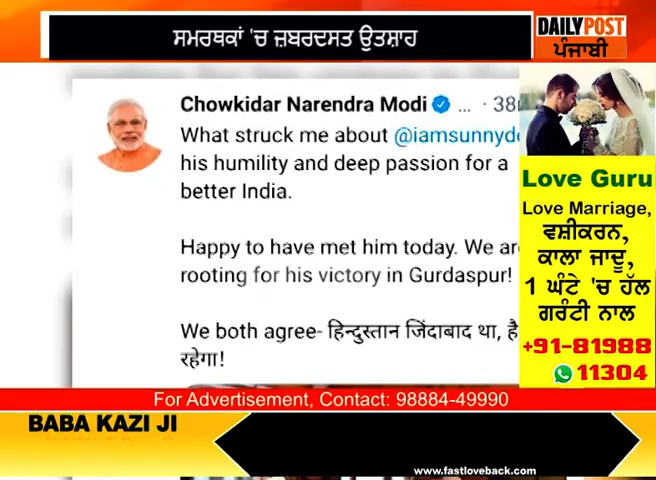 ਸਮਰਥਕਾਂ 'ਚ ਜ਼ਬਰਦਸਤ ਉਤਸ਼ਾਹ
DAILY POST
ਪੰਜਾਬੀ
Chowkidar Narendra Modi ... · 38
What struck me about @iamsunnyd
his humility and deep passion for a
better India.
Happy to have met him today. We are
rooting for his victory in Gurdaspur!
We both agree- हिन्दुस्तान जिंदाबाद था, है
रहेगा!
Love Guru
Love Marriage,
ਵਸ਼ੀਕਰਨ,
ਕਾਲਾ ਜਾਦੂ,
1 ਘੰਟੇ 'ਚ ਹੱਲ
ਗਰੰਟੀ ਨਾਲ
+91-81988
11304
For Advertisement, Contact: 98884-49990
BABA KAZI JI
www.fastloveback.com